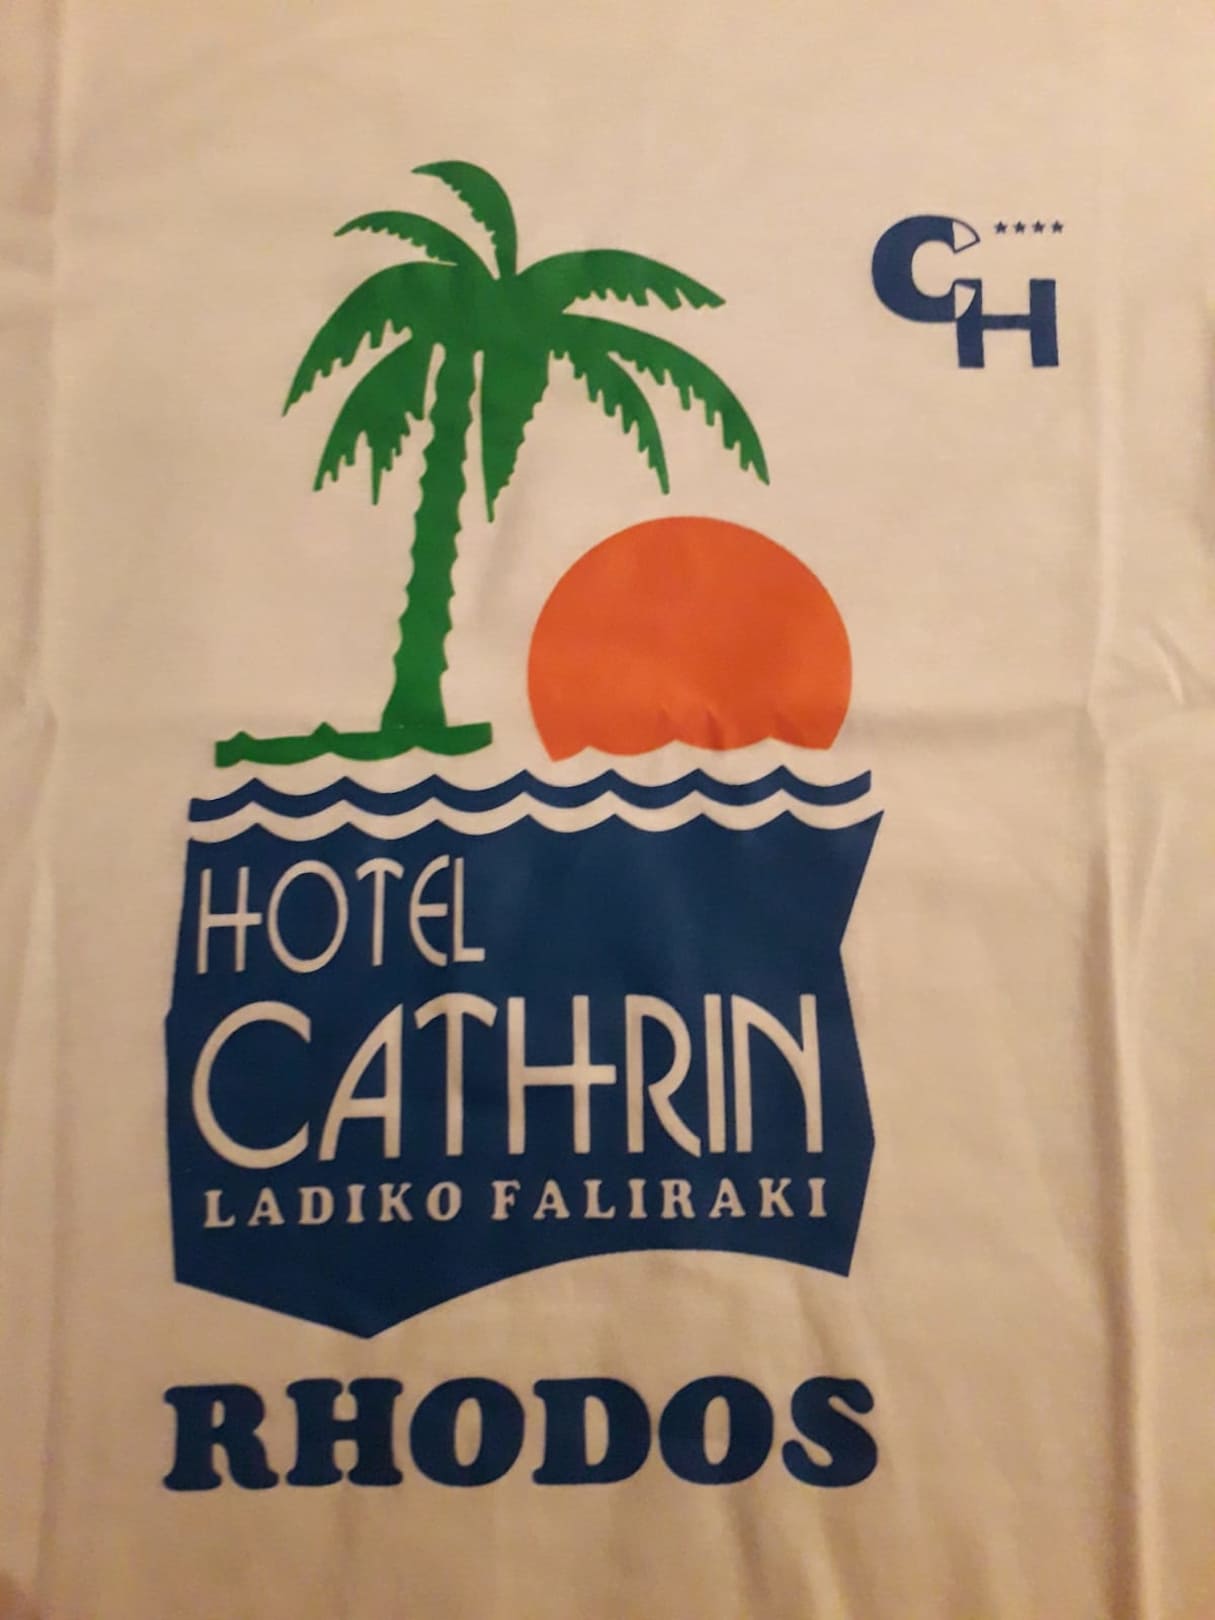 CH
HOTEL
CATHRIN
LADIKO FALIRAKI
RHODOS